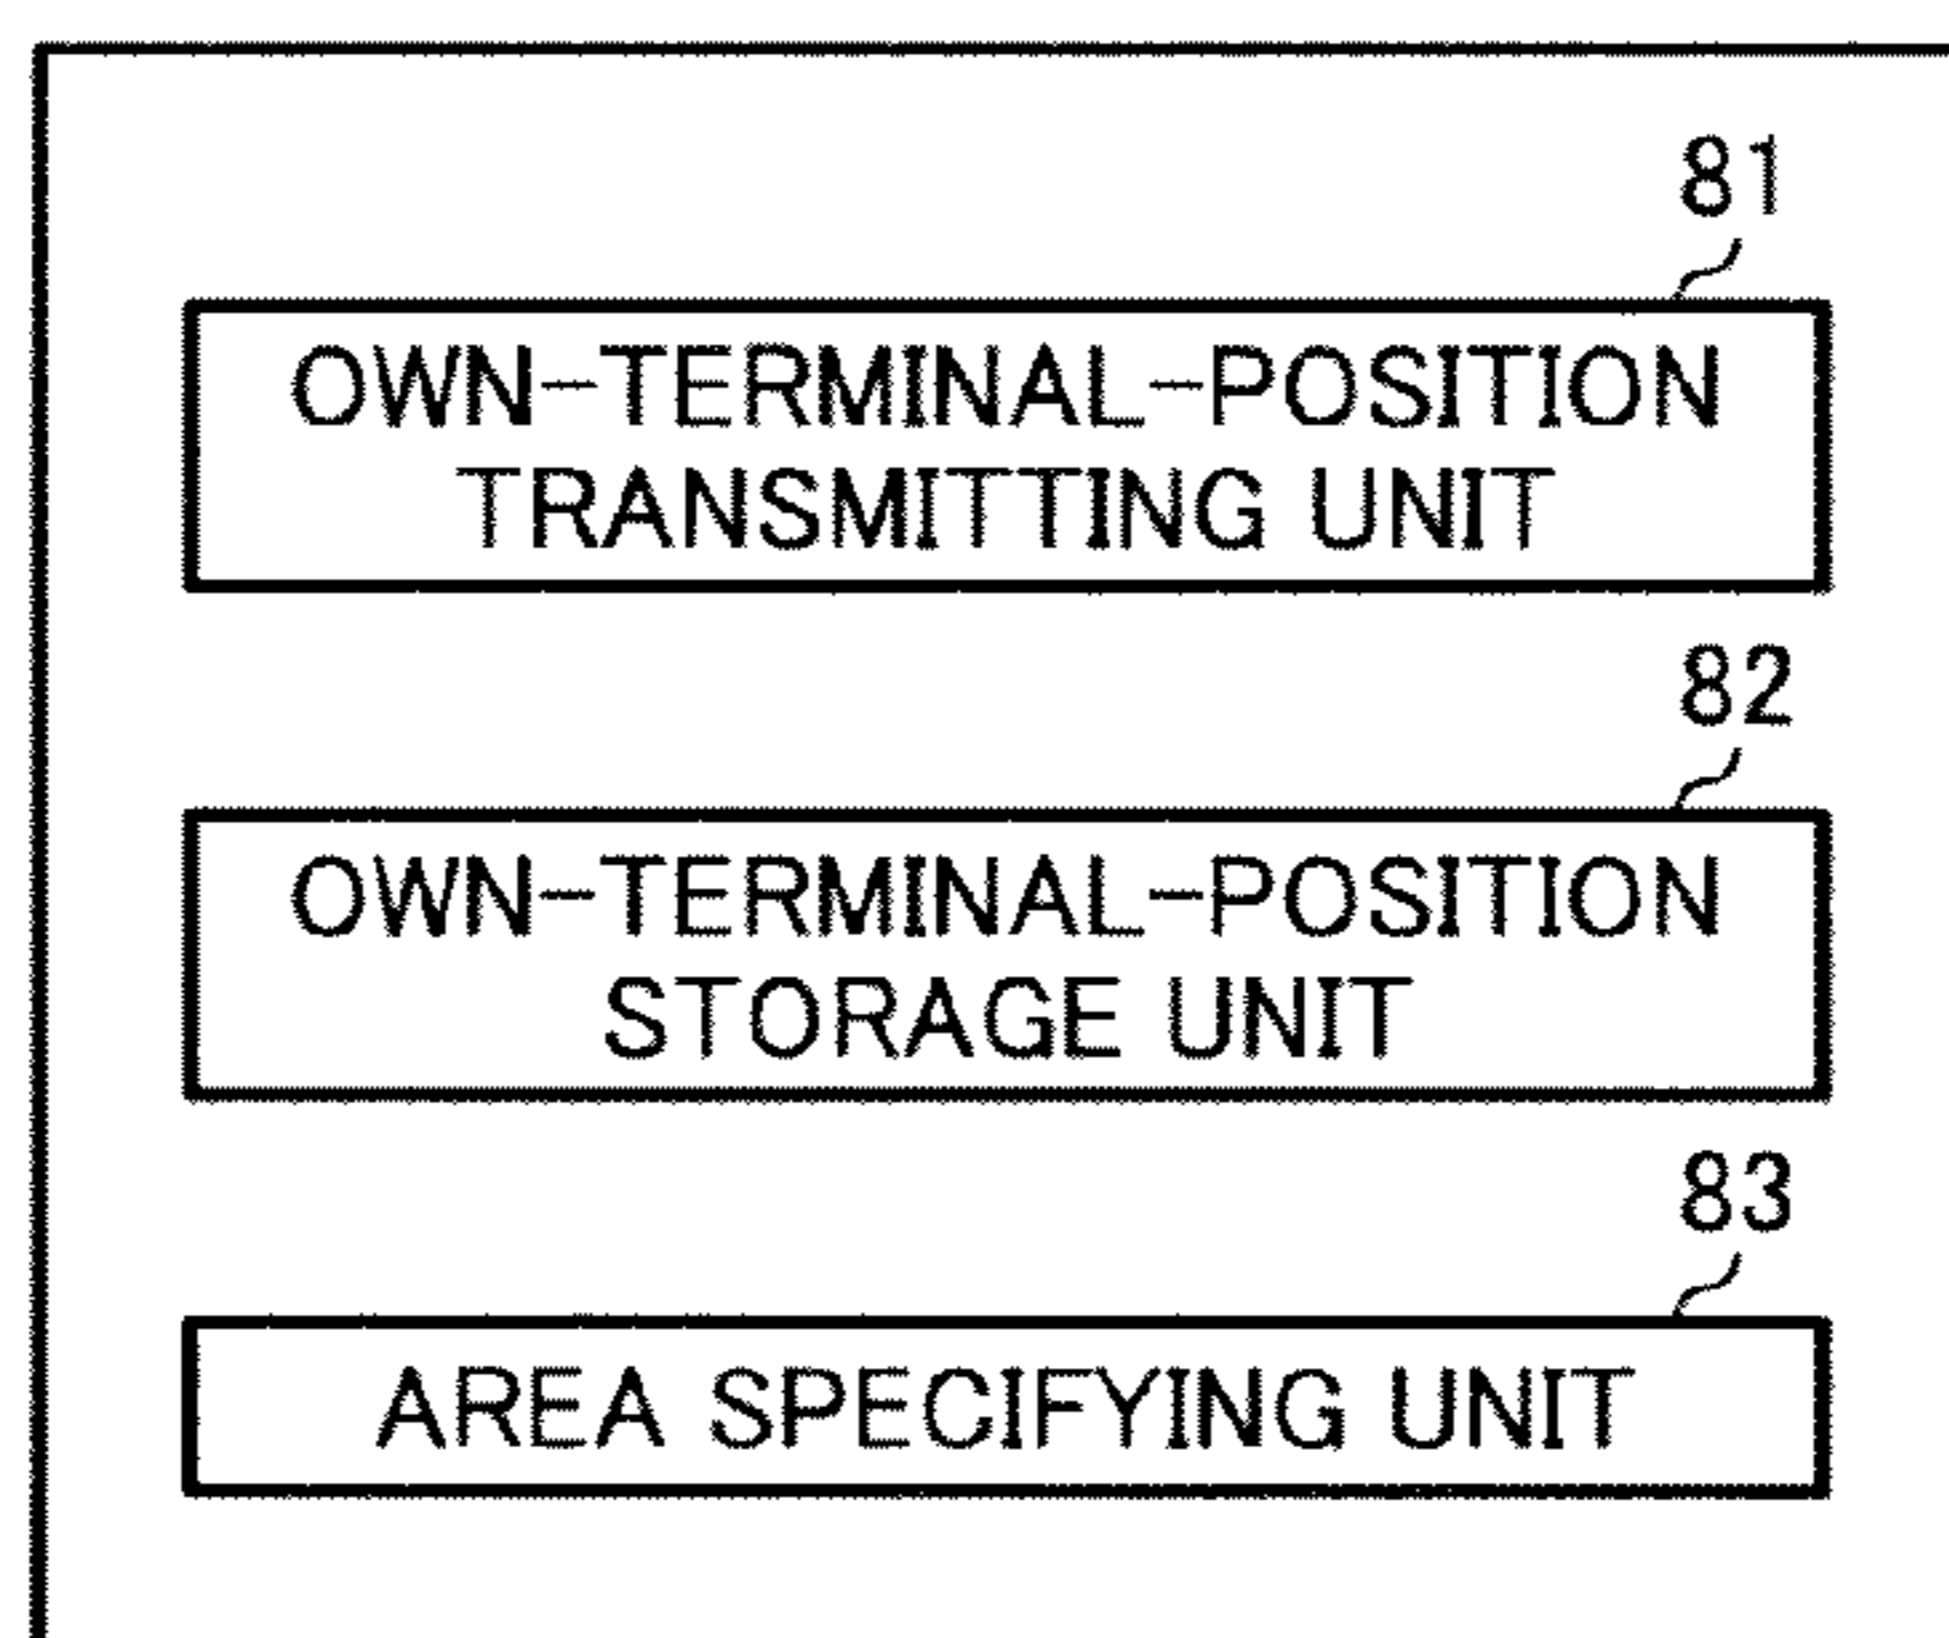 81
OWN-TERMINAL-POSITION
TRANSMITTING UNIT
82
OWN-TERMINAL-POSITION
STORAGE UNIT
83
AREA SPECIFYING UNIT